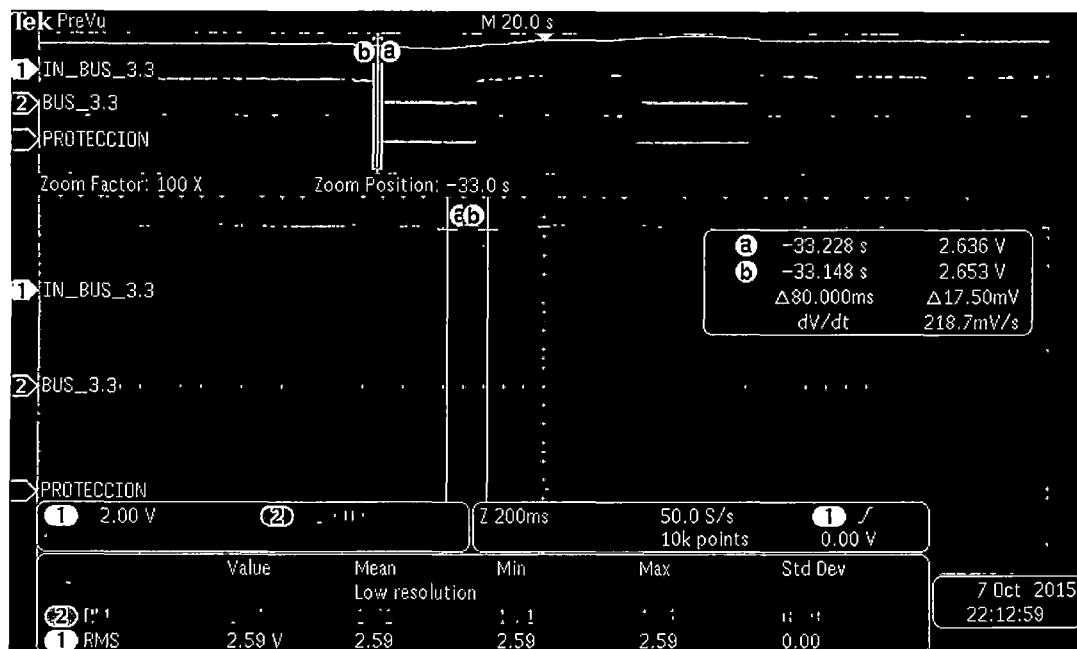 Tek PreVu M 20.0 s
b a
1 IN_BUS_3.3
2 BUS_3.3
PROTECCION
Zoom Factor: 100 X Zoom Position: -33.0 s
a b
a -33.228 s 2.636 V
b -33.148 s 2.653 V
Δ80.000ms Δ17.50mV
dV/dt 218.7mV/s
1 IN_BUS_3.3
2 BUS_3.3
PROTECCION
1 2.00 V 2
Z 200ms 50.0 S/s 1
10k points 0.00 V
Value Mean Min Max Std Dev
Low resolution
2
1 RMS 2.59 V 2.59 2.59 2.59 0.00
7 Oct 2015
22:12:59